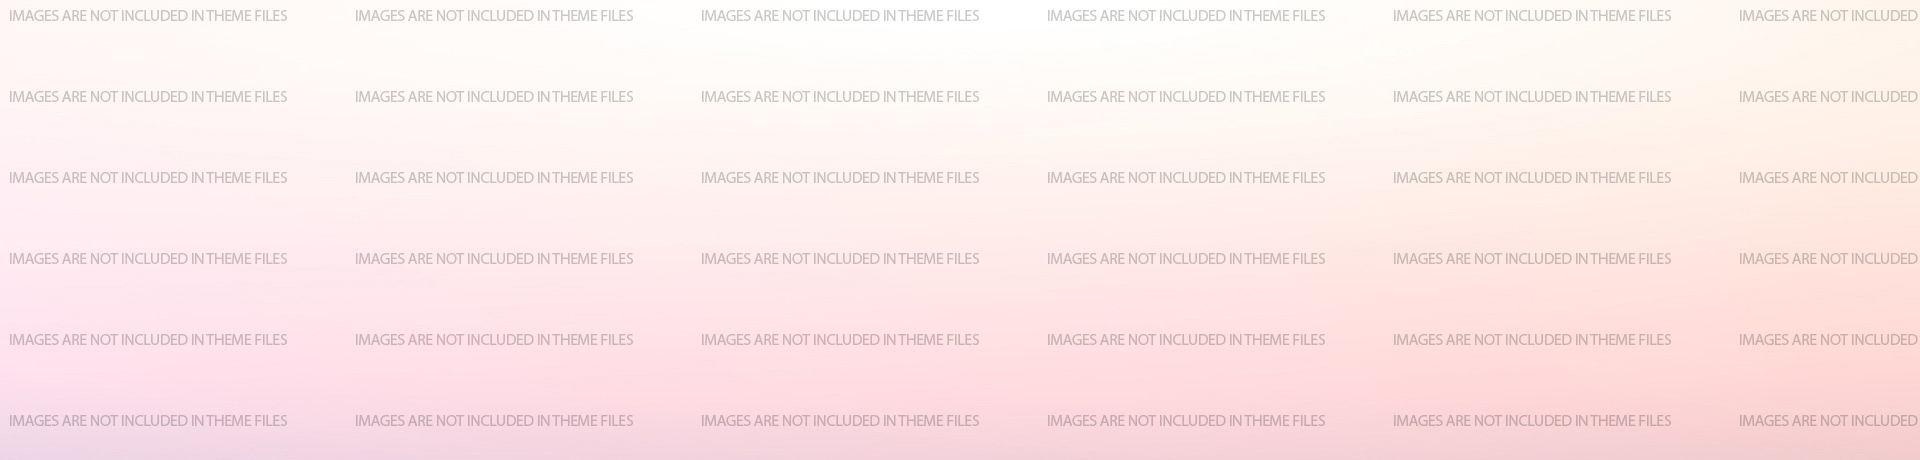 IMAGES ARE NOT INCLUDED IN THEME FILES IMAGES ARE NOT INCLUDED IN THEME FILES IMAGES ARE NOT INCLUDED IN THEME FILES IMAGES ARE NOT INCLUDED IN THEME FILES IMAGES ARE NOT INCLUDED IN THEME FILES IMAGES ARE NOT INCLUDED
IMAGES ARE NOT INCLUDED IN THEME FILES IMAGES ARE NOT INCLUDED IN THEME FILES IMAGES ARE NOT INCLUDED IN THEME FILES IMAGES ARE NOT INCLUDED IN THEME FILES IMAGES ARE NOT INCLUDED IN THEME FILES IMAGES ARE NOT INCLUDED
IMAGES ARE NOT INCLUDED IN THEME FILES IMAGES ARE NOT INCLUDED IN THEME FILES IMAGES ARE NOT INCLUDED IN THEME FILES IMAGES ARE NOT INCLUDED IN THEME FILES IMAGES ARE NOT INCLUDED IN THEME FILES IMAGES ARE NOT INCLUDED
IMAGES ARE NOT INCLUDED IN THEME FILES IMAGES ARE NOT INCLUDED IN THEME FILES IMAGES ARE NOT INCLUDED IN THEME FILES IMAGES ARE NOT INCLUDED IN THEME FILES IMAGES ARE NOT INCLUDED IN THEME FILES IMAGES ARE NOT INCLUDED
IMAGES ARE NOT INCLUDED IN THEME FILES IMAGES ARE NOT INCLUDED IN THEME FILES IMAGES ARE NOT INCLUDED IN THEME FILES IMAGES ARE NOT INCLUDED IN THEME FILES IMAGES ARE NOT INCLUDED IN THEME FILES IMAGES ARE NOT INCLUDED
IMAGES ARE NOT INCLUDED IN THEME FILES IMAGES ARE NOT INCLUDED IN THEME FILES IMAGES ARE NOT INCLUDED IN THEME FILES IMAGES ARE NOT INCLUDED IN THEME FILES IMAGES ARE NOT INCLUDED IN THEME FILES IMAGES ARE NOT INCLUDED